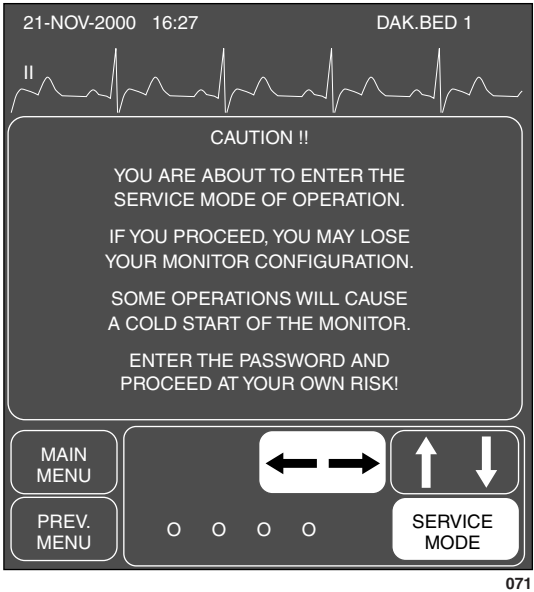 21-NOV-2000 16:27 DAK.BED 1
II
CAUTION !!
YOU ARE ABOUT TO ENTER THE
SERVICE MODE OF OPERATION.
IF YOU PROCEED, YOU MAY LOSE
YOUR MONITOR CONFIGURATION.
SOME OPERATIONS WILL CAUSE
A COLD START OF THE MONITOR.
ENTER THE PASSWORD AND
PROCEED AT YOUR OWN RISK!
MAIN
MENU
PREV.
MENU
O O O O
SERVICE
MODE
071